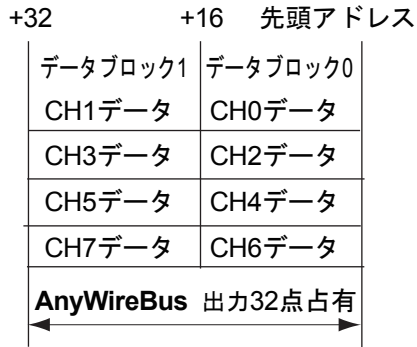 +32 +16 先頭アドレス
データブロック1 データブロック0
CH1データ CH0データ
CH3データ CH2データ
CH5データ CH4データ
CH7データ CH6データ
AnyWireBus 出力32点占有